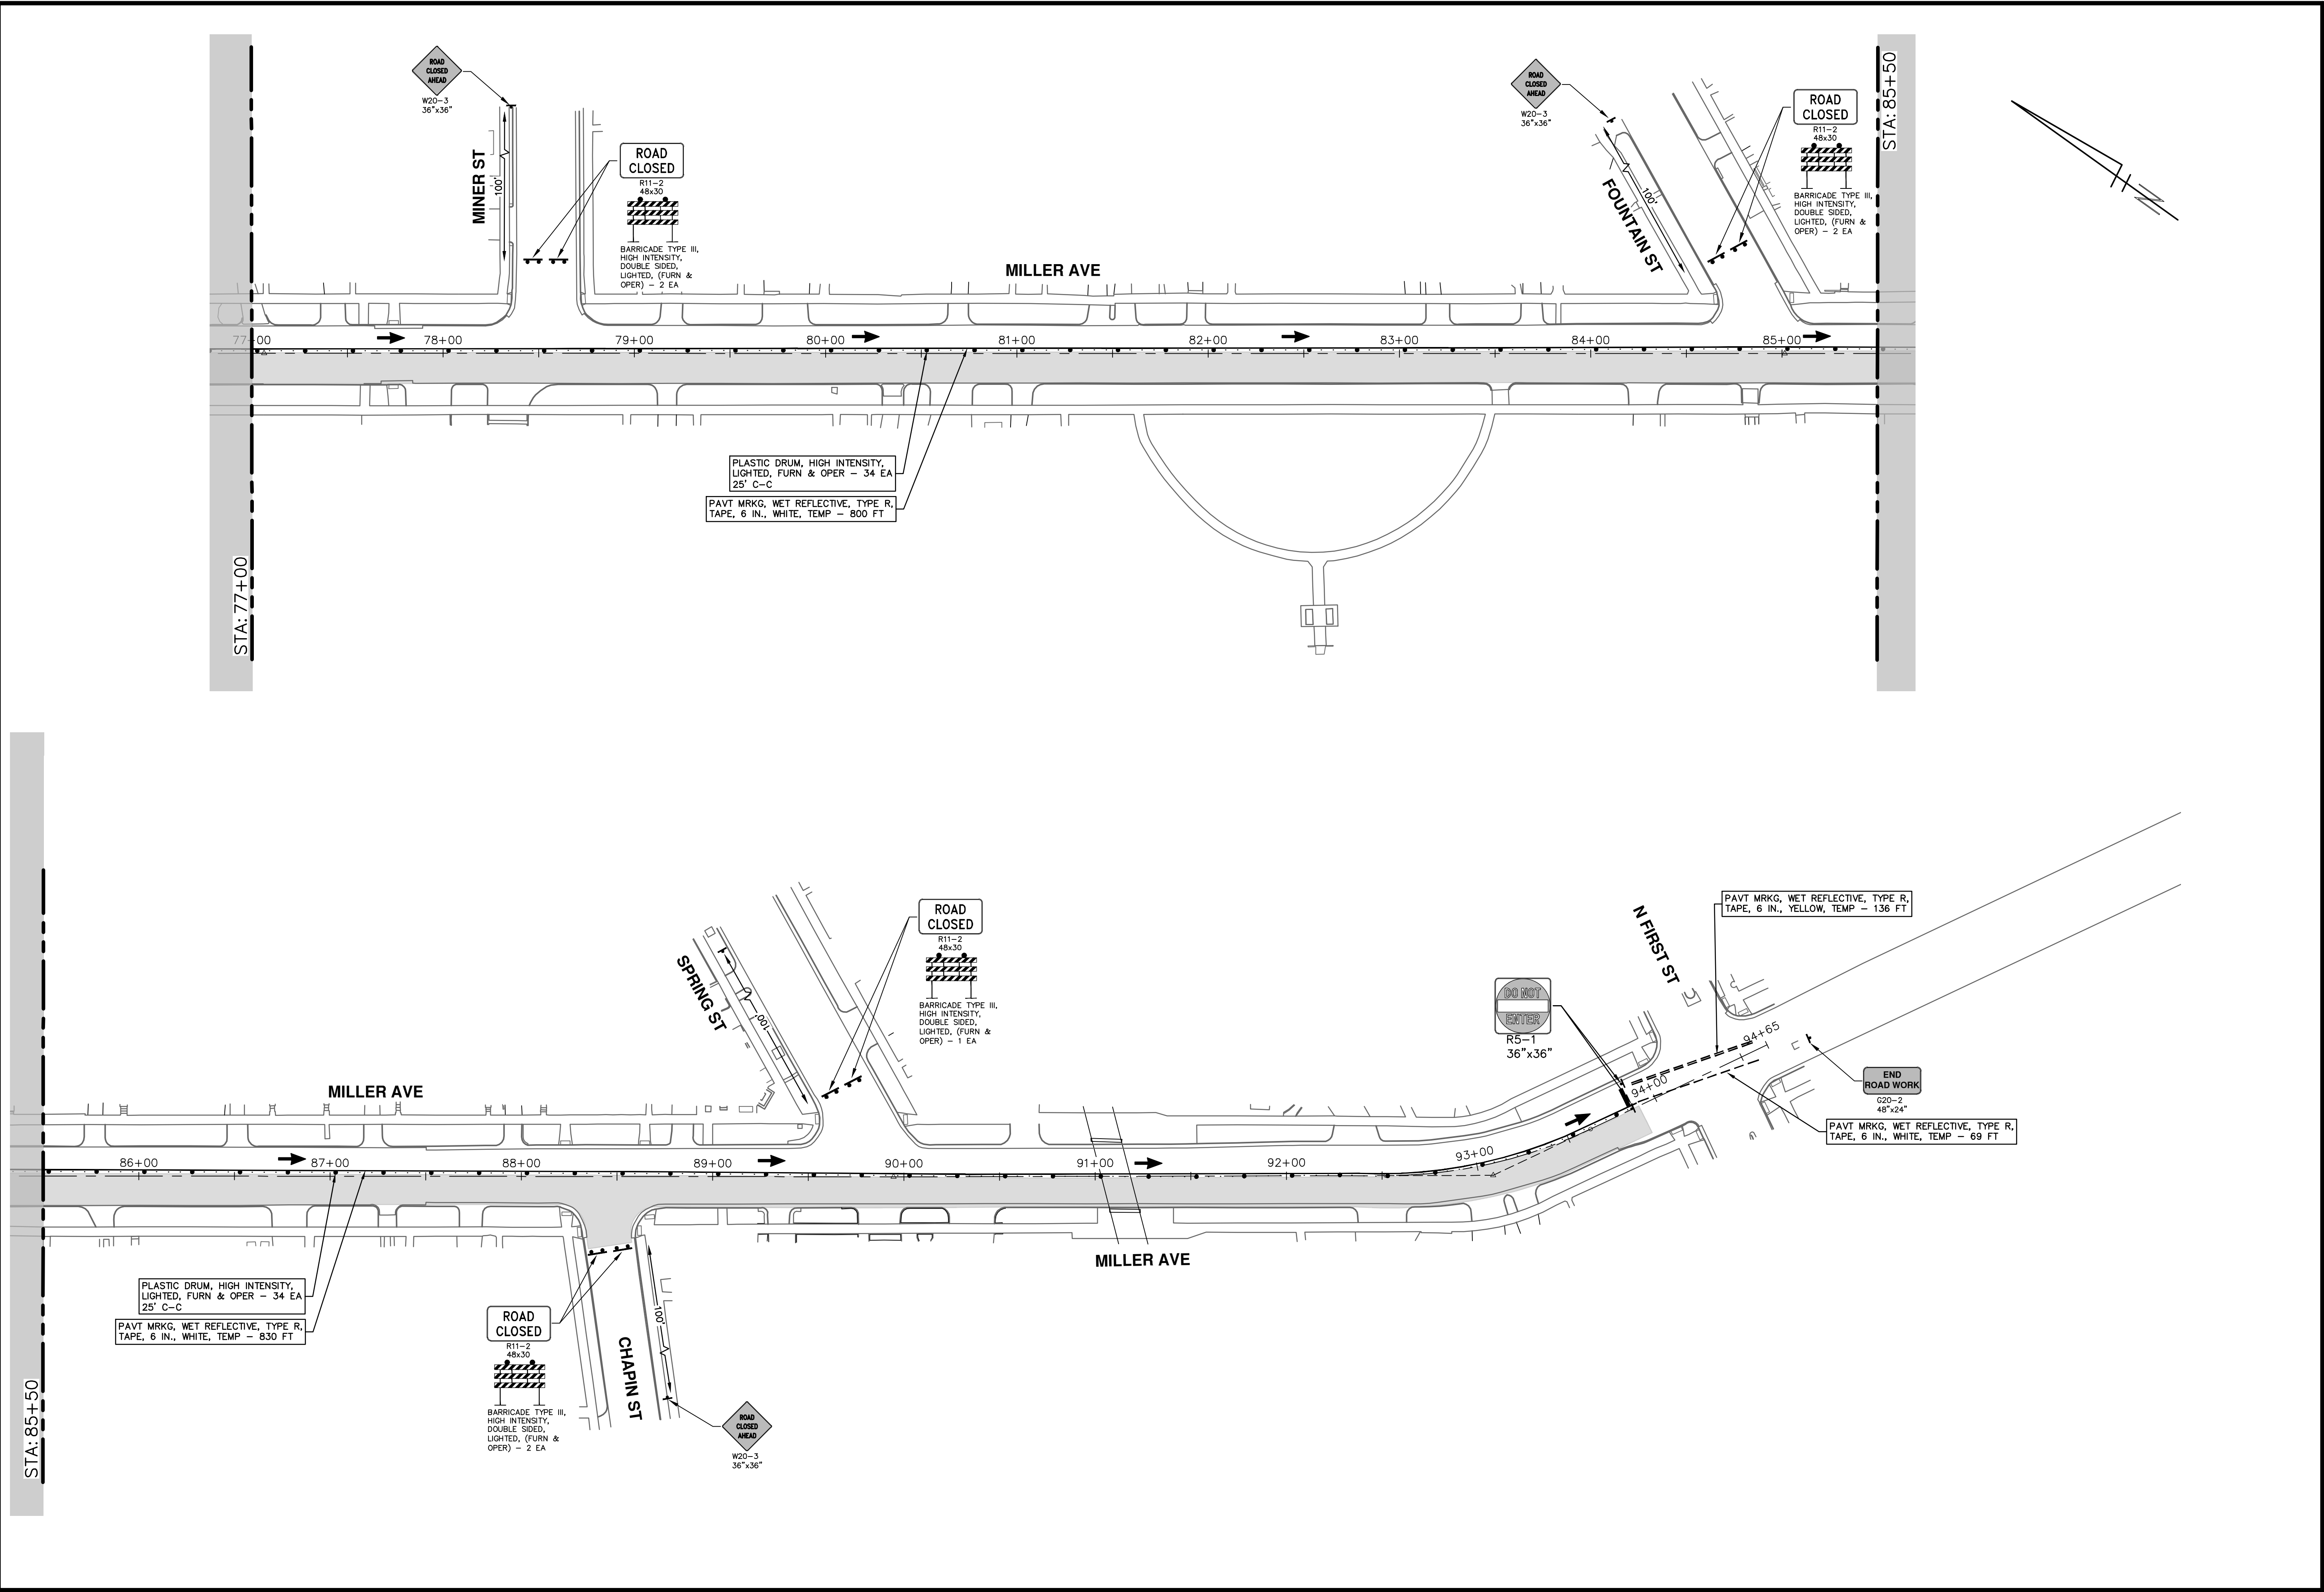 ROAD
CLOSED
AHEAD
W20-3
36"x36"
MINER ST
100'
ROAD
CLOSED
R11-2
48x30
BARRICADE TYPE III,
HIGH INTENSITY,
DOUBLE SIDED,
LIGHTED, (FURN &
OPER) - 2 EA
MILLER AVE
ROAD
CLOSED
AHEAD
W20-3
36"x36"
FOUNTAIN ST
100'
ROAD
CLOSED
R11-2
48x30
BARRICADE TYPE III,
HIGH INTENSITY,
DOUBLE SIDED,
LIGHTED, (FURN &
OPER) - 2 EA
STA: 85+50
N
77+00
78+00
79+00
80+00
81+00
82+00
83+00
84+00
85+00
PLASTIC DRUM, HIGH INTENSITY,
LIGHTED, FURN & OPER - 34 EA
25' C-C
PAVT MRKG, WET REFLECTIVE, TYPE R,
TAPE, 6 IN., WHITE, TEMP - 800 FT
STA: 77+00
SPRING ST
100'
ROAD
CLOSED
R11-2
48x30
BARRICADE TYPE III,
HIGH INTENSITY,
DOUBLE SIDED,
LIGHTED, (FURN &
OPER) - 1 EA
N FIRST ST
PAVT MRKG, WET REFLECTIVE, TYPE R,
TAPE, 6 IN., YELLOW, TEMP - 136 FT
DO NOT
ENTER
R5-1
36"x36"
94+65
94+00
END
ROAD WORK
G20-2
48"x24"
PAVT MRKG, WET REFLECTIVE, TYPE R,
TAPE, 6 IN., WHITE, TEMP - 69 FT
MILLER AVE
86+00
87+00
88+00
89+00
90+00
91+00
92+00
93+00
MILLER AVE
PLASTIC DRUM, HIGH INTENSITY,
LIGHTED, FURN & OPER - 34 EA
25' C-C
PAVT MRKG, WET REFLECTIVE, TYPE R,
TAPE, 6 IN., WHITE, TEMP - 830 FT
ROAD
CLOSED
R11-2
48x30
BARRICADE TYPE III,
HIGH INTENSITY,
DOUBLE SIDED,
LIGHTED, (FURN &
OPER) - 2 EA
CHAPIN ST
100'
ROAD
CLOSED
AHEAD
W20-3
36"x36"
STA: 85+50